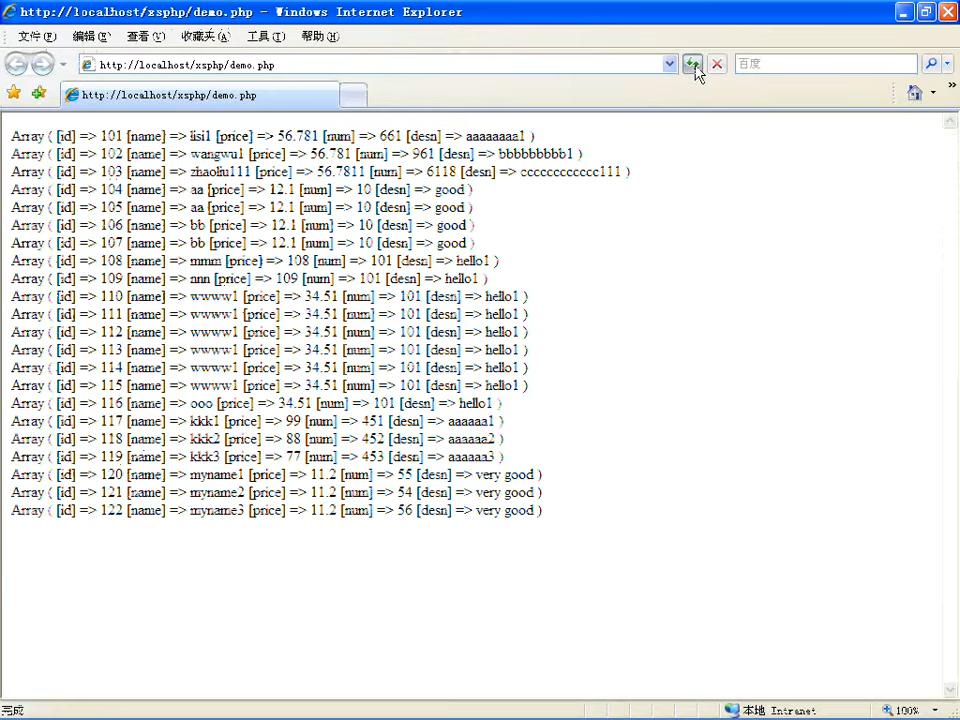 http://localhost/xsphp/demo.php - Windows Internet Explorer
文件(F) 编辑(E) 查看(V) 收藏夹(A) 工具(T) 帮助(H)
http://localhost/xsphp/demo.php 百度
http://localhost/xsphp/demo.php
Array ( [id] => 101 [name] => iisi1 [price] => 56.781 [num] => 661 [desn] => aaaaaaaa1 )
Array ( [id] => 102 [name] => wangwu1 [price] => 56.781 [num] => 961 [desn] => bbbbbbbbb1 )
Array ( [id] => 103 [name] => zhaoliu111 [price] => 56.7811 [num] => 6118 [desn] => cccccccccccc111 )
Array ( [id] => 104 [name] => aa [price] => 12.1 [num] => 10 [desn] => good )
Array ( [id] => 105 [name] => aa [price] => 12.1 [num] => 10 [desn] => good )
Array ( [id] => 106 [name] => bb [price] => 12.1 [num] => 10 [desn] => good )
Array ( [id] => 107 [name] => bb [price] => 12.1 [num] => 10 [desn] => good )
Array ( [id] => 108 [name] => mmm [price] => 108 [num] => 101 [desn] => hello1 )
Array ( [id] => 109 [name] => nnn [price] => 109 [num] => 101 [desn] => hello1 )
Array ( [id] => 110 [name] => wwww1 [price] => 34.51 [num] => 101 [desn] => hello1 )
Array ( [id] => 111 [name] => wwww1 [price] => 34.51 [num] => 101 [desn] => hello1 )
Array ( [id] => 112 [name] => wwww1 [price] => 34.51 [num] => 101 [desn] => hello1 )
Array ( [id] => 113 [name] => wwww1 [price] => 34.51 [num] => 101 [desn] => hello1 )
Array ( [id] => 114 [name] => wwww1 [price] => 34.51 [num] => 101 [desn] => hello1 )
Array ( [id] => 115 [name] => wwww1 [price] => 34.51 [num] => 101 [desn] => hello1 )
Array ( [id] => 116 [name] => ooo [price] => 34.51 [num] => 101 [desn] => hello1 )
Array ( [id] => 117 [name] => kkk1 [price] => 99 [num] => 451 [desn] => aaaaaa1 )
Array ( [id] => 118 [name] => kkk2 [price] => 88 [num] => 452 [desn] => aaaaaa2 )
Array ( [id] => 119 [name] => kkk3 [price] => 77 [num] => 453 [desn] => aaaaaa3 )
Array ( [id] => 120 [name] => myname1 [price] => 11.2 [num] => 55 [desn] => very good )
Array ( [id] => 121 [name] => myname2 [price] => 11.2 [num] => 54 [desn] => very good )
Array ( [id] => 122 [name] => myname3 [price] => 11.2 [num] => 56 [desn] => very good )
完成 本地 Intranet 100%